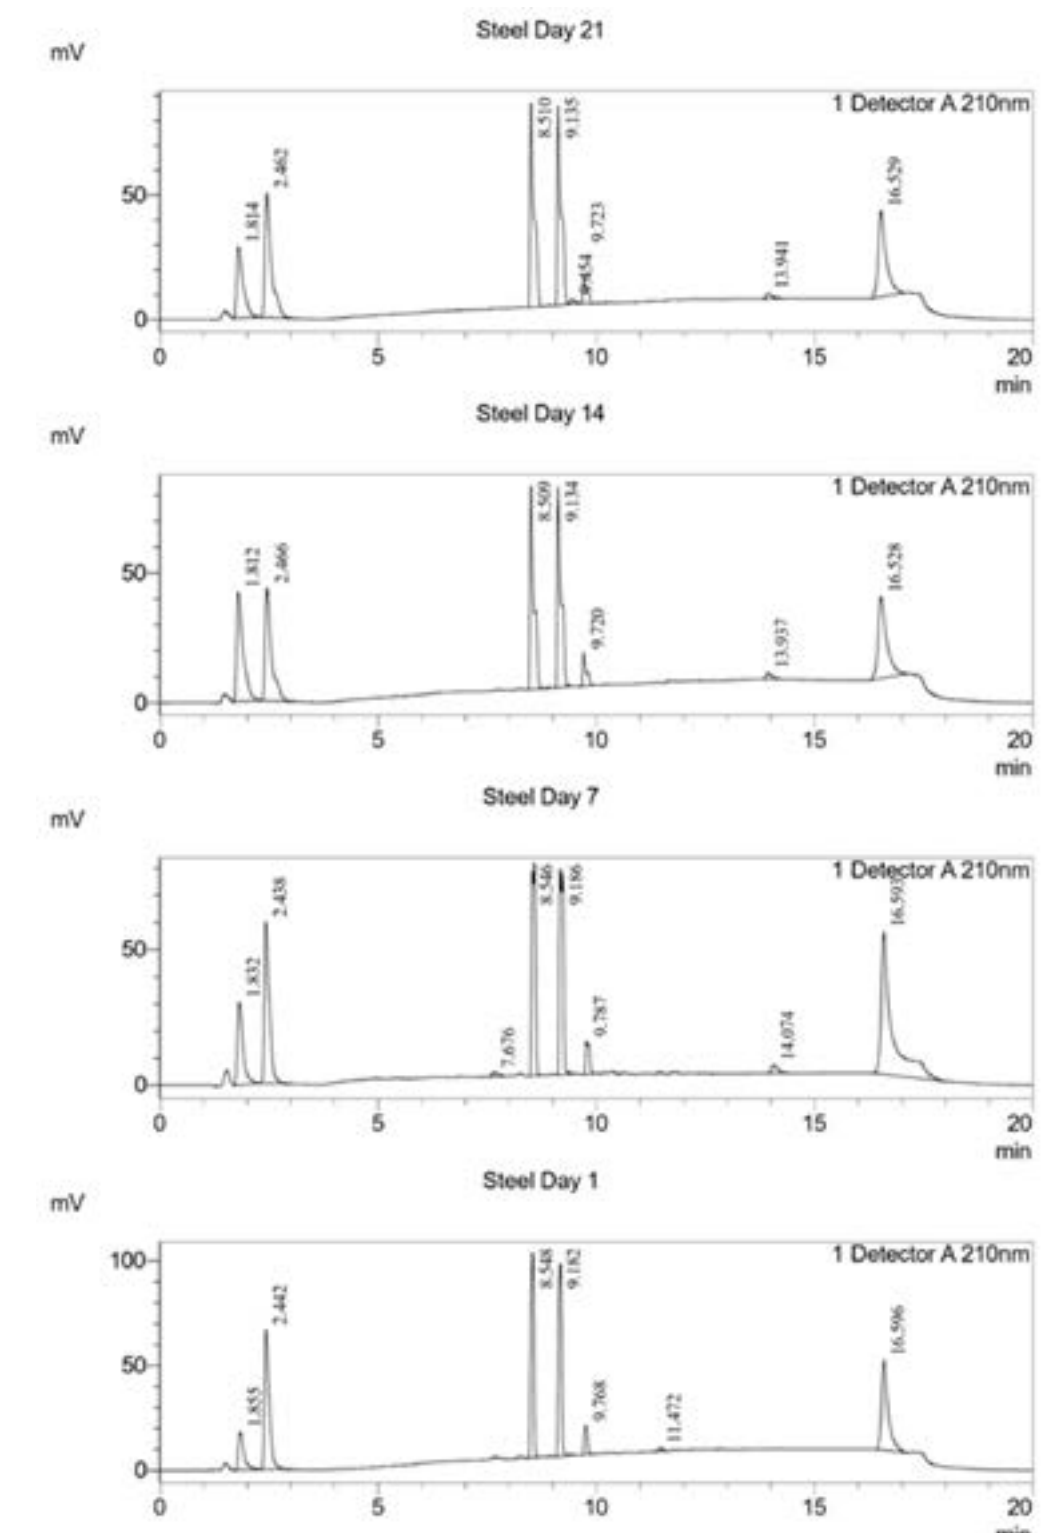 Steel Day 21
mV
1 Detector A 210nm
1.814
2.462
8.510
9.135
9.723
13.941
16.529
50
0
0 5 10 15 20
min
Steel Day 14
mV
1 Detector A 210nm
1.812
2.466
8.509
9.134
9.720
13.937
16.528
50
0
0 5 10 15 20
min
Steel Day 7
mV
1 Detector A 210nm
1.832
2.438
7.676
8.546
9.186
9.787
14.074
16.593
50
0
0 5 10 15 20
min
Steel Day 1
mV
1 Detector A 210nm
1.855
2.442
8.548
9.182
9.768
11.472
16.596
100
50
0
0 5 10 15 20
min